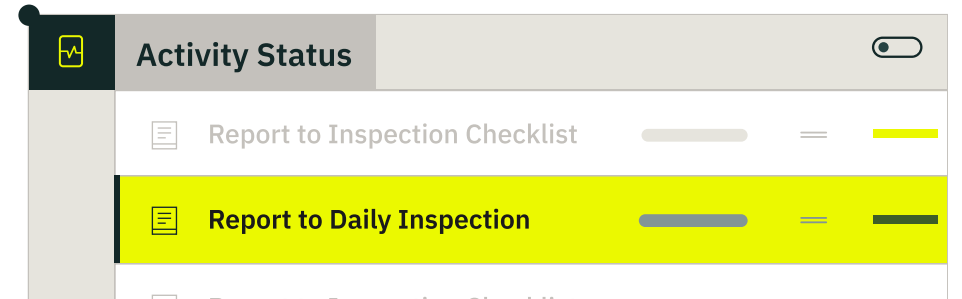 Activity Status
Report to Inspection Checklist
Report to Daily Inspection